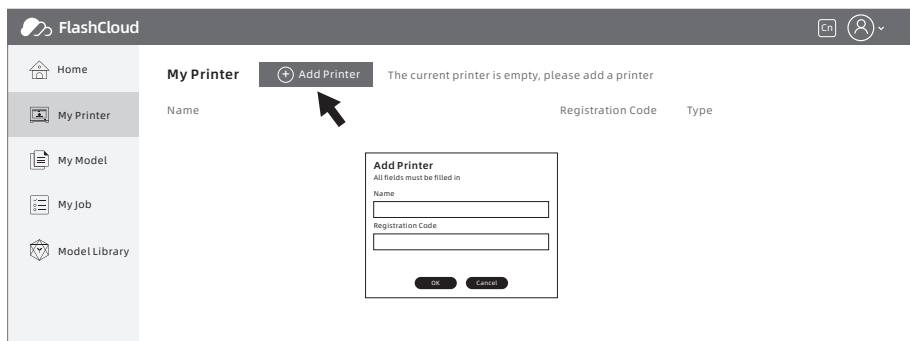 FlashCloud
Cn
Home
My Printer
My Model
My Job
Model Library
My Printer
Add Printer
The current printer is empty, please add a printer
Name
Registration Code
Type
Add Printer
All fields must be filled in
Name
Registration Code
OK
Cancel